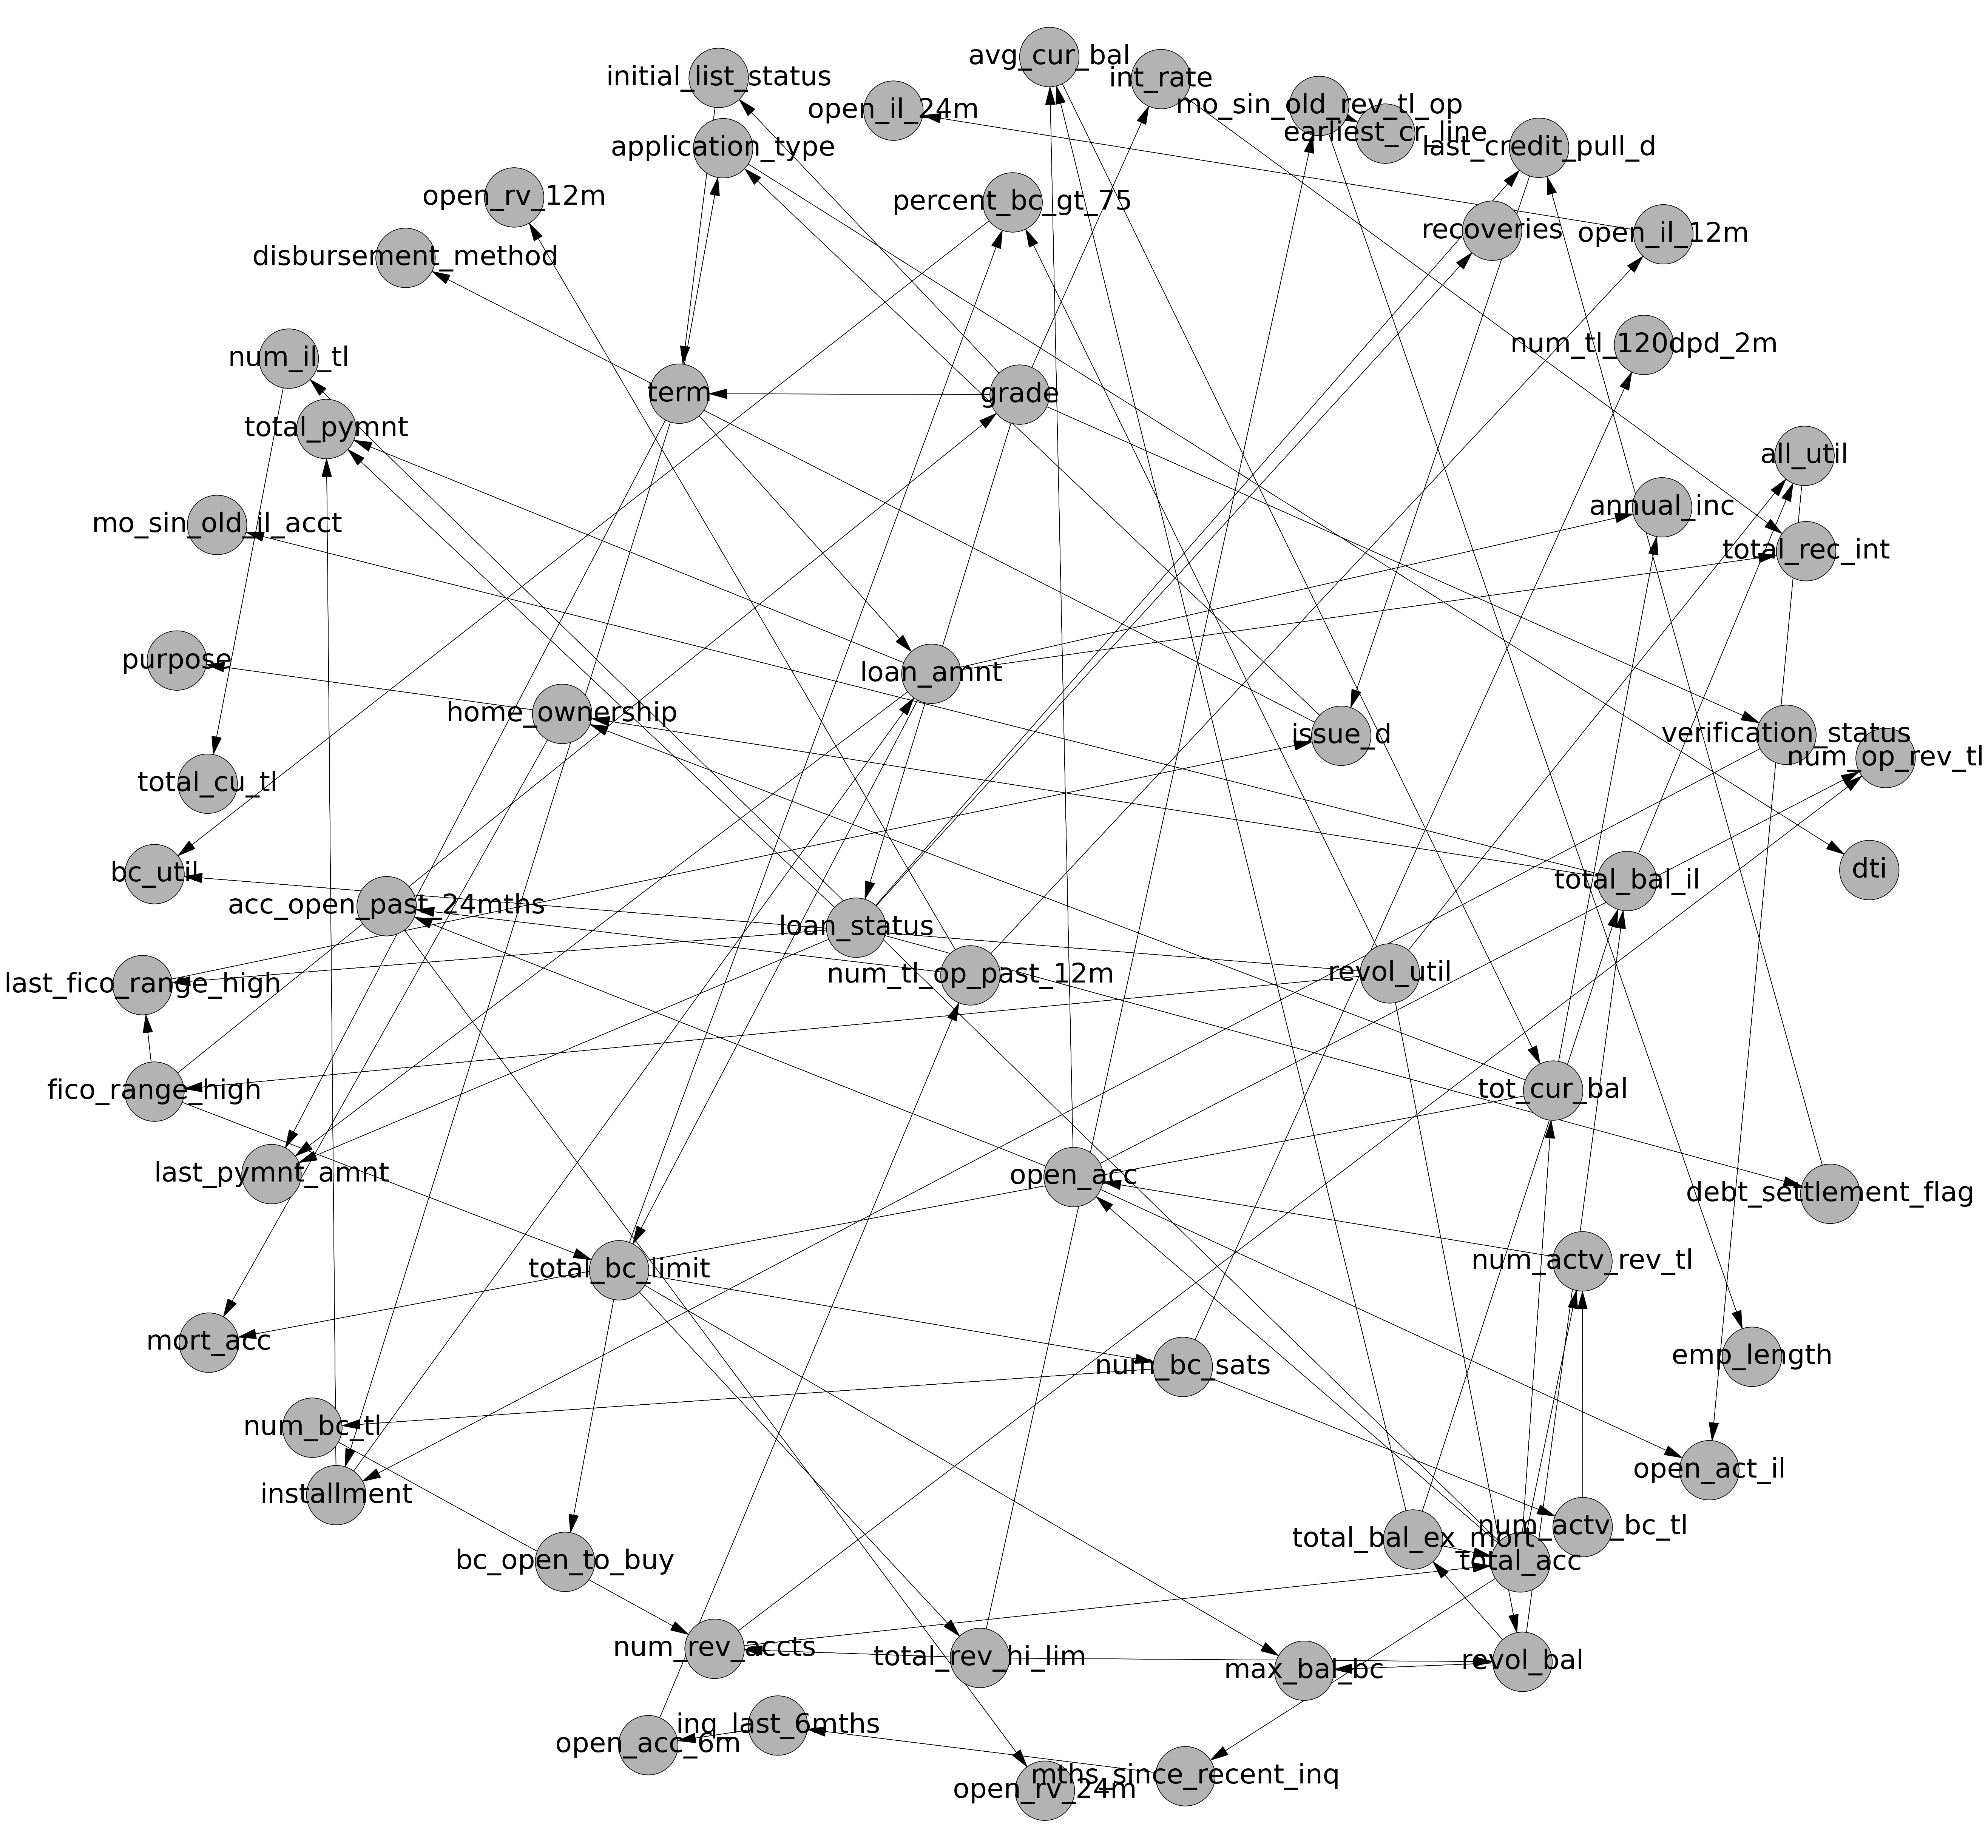 avg_cur_bal
initial_list_status
int_rate
open_il_24m
mo_sin_old_rev_tl_op
earliest_cr_line
application_type
last_credit_pull_d
open_rv_12m
percent_bc_gt_75
recoveries
open_il_12m
disbursement_method
num_tl_120dpd_2m
num_il_tl
term
grade
total_pymnt
all_util
annual_inc
mo_sin_old_il_acct
total_rec_int
purpose
loan_amnt
home_ownership
issue_d
verification_status
num_op_rev_tl
total_cu_tl
bc_util
dti
total_bal_il
acc_open_past_24mths
loan_status
last_fico_range_high
num_tl_op_past_12m
revol_util
fico_range_high
tot_cur_bal
last_pymnt_amnt
open_acc
debt_settlement_flag
total_bc_limit
num_actv_rev_tl
mort_acc
num_bc_sats
emp_length
num_bc_tl
open_act_il
installment
num_actv_bc_tl
total_bal_ex_mort
total_acc
bc_open_to_buy
num_rev_accts
total_rev_hi_lim
max_bal_bc
revol_bal
inq_last_6mths
open_acc_6m
mths_since_recent_inq
open_rv_24m